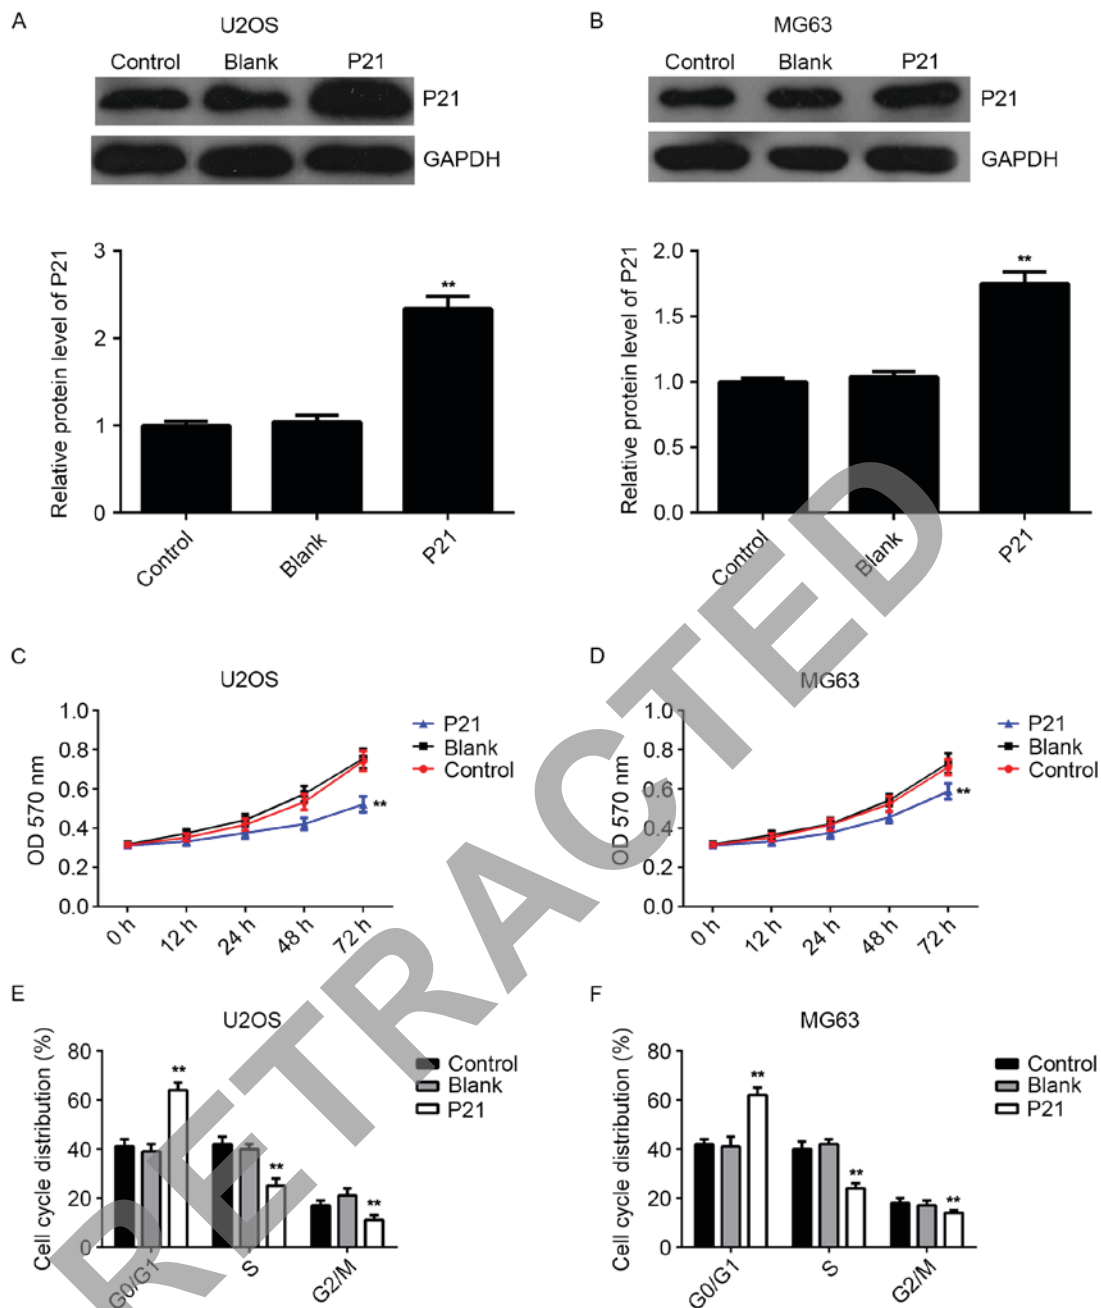 A
U2OS
Control Blank P21
P21
GAPDH
Relative protein level of P21
3
2
1
0
**
Control Blank P21
B
MG63
Control Blank P21
P21
GAPDH
Relative protein level of P21
2.0
1.5
1.0
0.5
0.0
**
Control Blank P21
C
U2OS
OD 570 nm
1.0
0.8
0.6
0.4
0.2
0.0
0 h 12 h 24 h 48 h 72 h
P21
Blank
Control
**
D
MG63
OD 570 nm
1.0
0.8
0.6
0.4
0.2
0.0
0 h 12 h 24 h 48 h 72 h
P21
Blank
Control
**
E
U2OS
Cell cycle distribution (%)
80
60
40
20
0
** ** **
G0/G1 S G2/M
Control
Blank
P21
F
MG63
Cell cycle distribution (%)
80
60
40
20
0
** ** **
G0/G1 S G2/M
Control
Blank
P21
RETRACTED